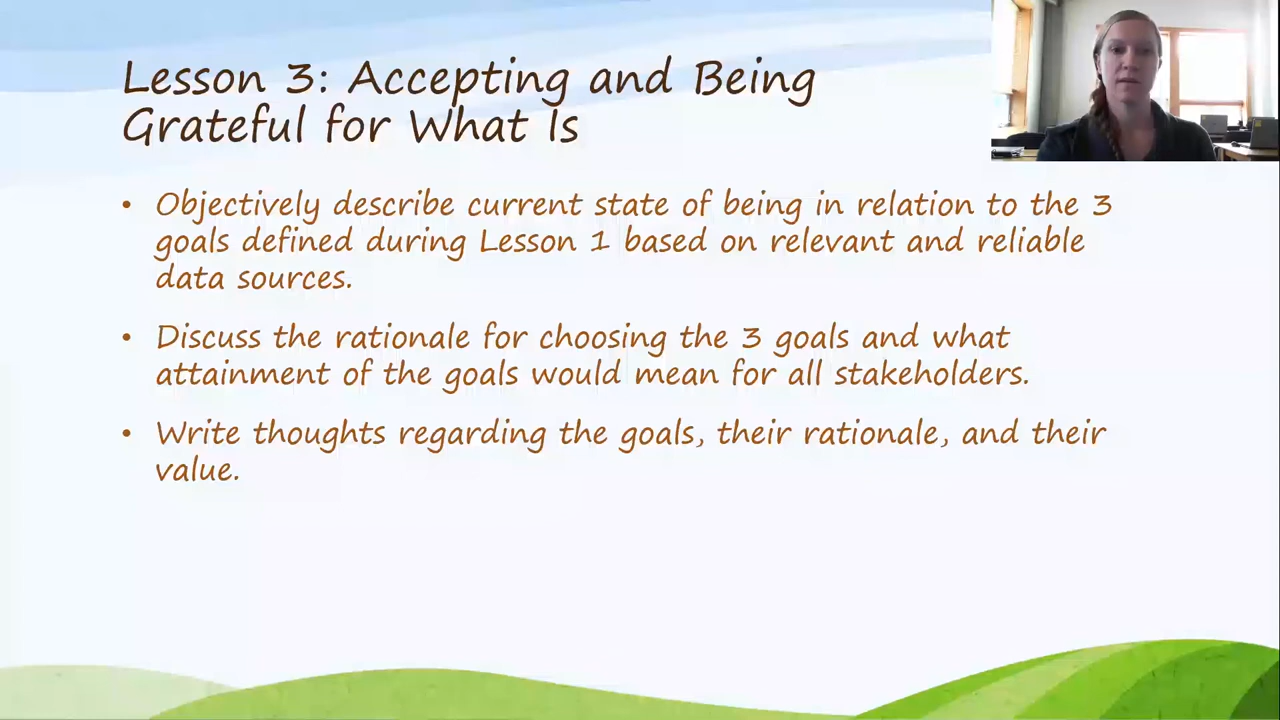 Lesson 3: Accepting and Being
Grateful for What Is
• Objectively describe current state of being in relation to the 3
goals defined during Lesson 1 based on relevant and reliable
data sources.
• Discuss the rationale for choosing the 3 goals and what
attainment of the goals would mean for all stakeholders.
• Write thoughts regarding the goals, their rationale, and their
value.